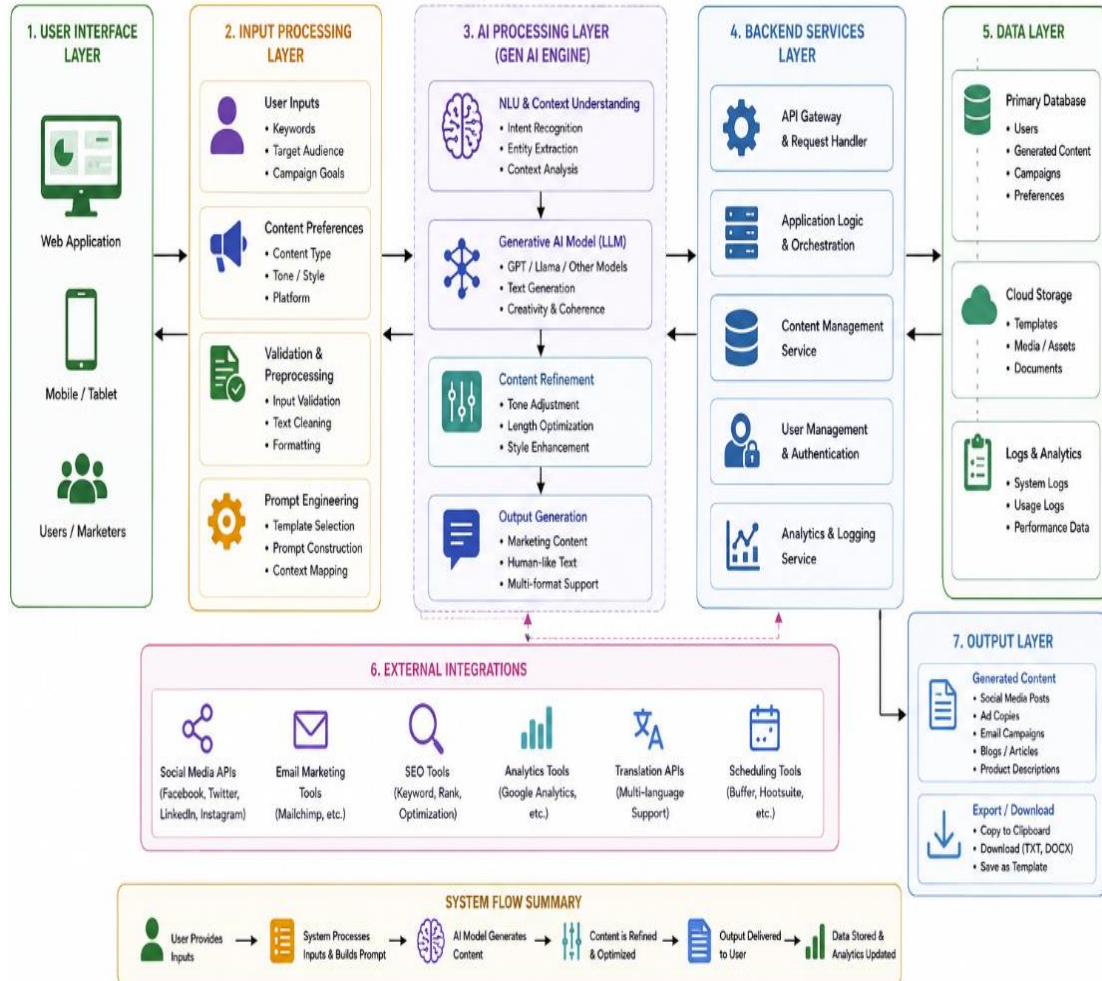 1. USER INTERFACE
LAYER
Web Application
Mobile / Tablet
Users / Marketers
2. INPUT PROCESSING
LAYER
User Inputs
• Keywords
• Target Audience
• Campaign Goals
Content Preferences
• Content Type
• Tone / Style
• Platform
Validation &
Preprocessing
• Input Validation
• Text Cleaning
• Formatting
Prompt Engineering
• Template Selection
• Prompt Construction
• Context Mapping
3. AI PROCESSING LAYER
(GEN AI ENGINE)
NLU & Context Understanding
• Intent Recognition
• Entity Extraction
• Context Analysis
Generative AI Model (LLM)
• GPT / Llama / Other Models
• Text Generation
• Creativity & Coherence
Content Refinement
• Tone Adjustment
• Length Optimization
• Style Enhancement
Output Generation
• Marketing Content
• Human-like Text
• Multi-format Support
4. BACKEND SERVICES
LAYER
API Gateway
& Request Handler
Application Logic
& Orchestration
Content Management
Service
User Management
& Authentication
Analytics & Logging
Service
5. DATA LAYER
Primary Database
• Users
• Generated Content
• Campaigns
• Preferences
Cloud Storage
• Templates
• Media / Assets
• Documents
Logs & Analytics
• System Logs
• Usage Logs
• Performance Data
6. EXTERNAL INTEGRATIONS
Social Media APIs
(Facebook, Twitter,
LinkedIn, Instagram)
Email Marketing
Tools
(Mailchimp, etc.)
SEO Tools
(Keyword, Rank,
Optimization)
Analytics Tools
(Google Analytics,
etc.)
Translation APIs
(Multi-language
Support)
Scheduling Tools
(Buffer, Hootsuite,
etc.)
7. OUTPUT LAYER
Generated Content
• Social Media Posts
• Ad Copies
• Email Campaigns
• Blogs / Articles
• Product Descriptions
Export / Download
• Copy to Clipboard
• Download (TXT, DOCX)
• Save as Template
SYSTEM FLOW SUMMARY
User Provides
Inputs
System Processes
Inputs & Builds Prompt
AI Model Generates
Content
Content is Refined
& Optimized
Output Delivered
to User
Data Stored &
Analytics Updated